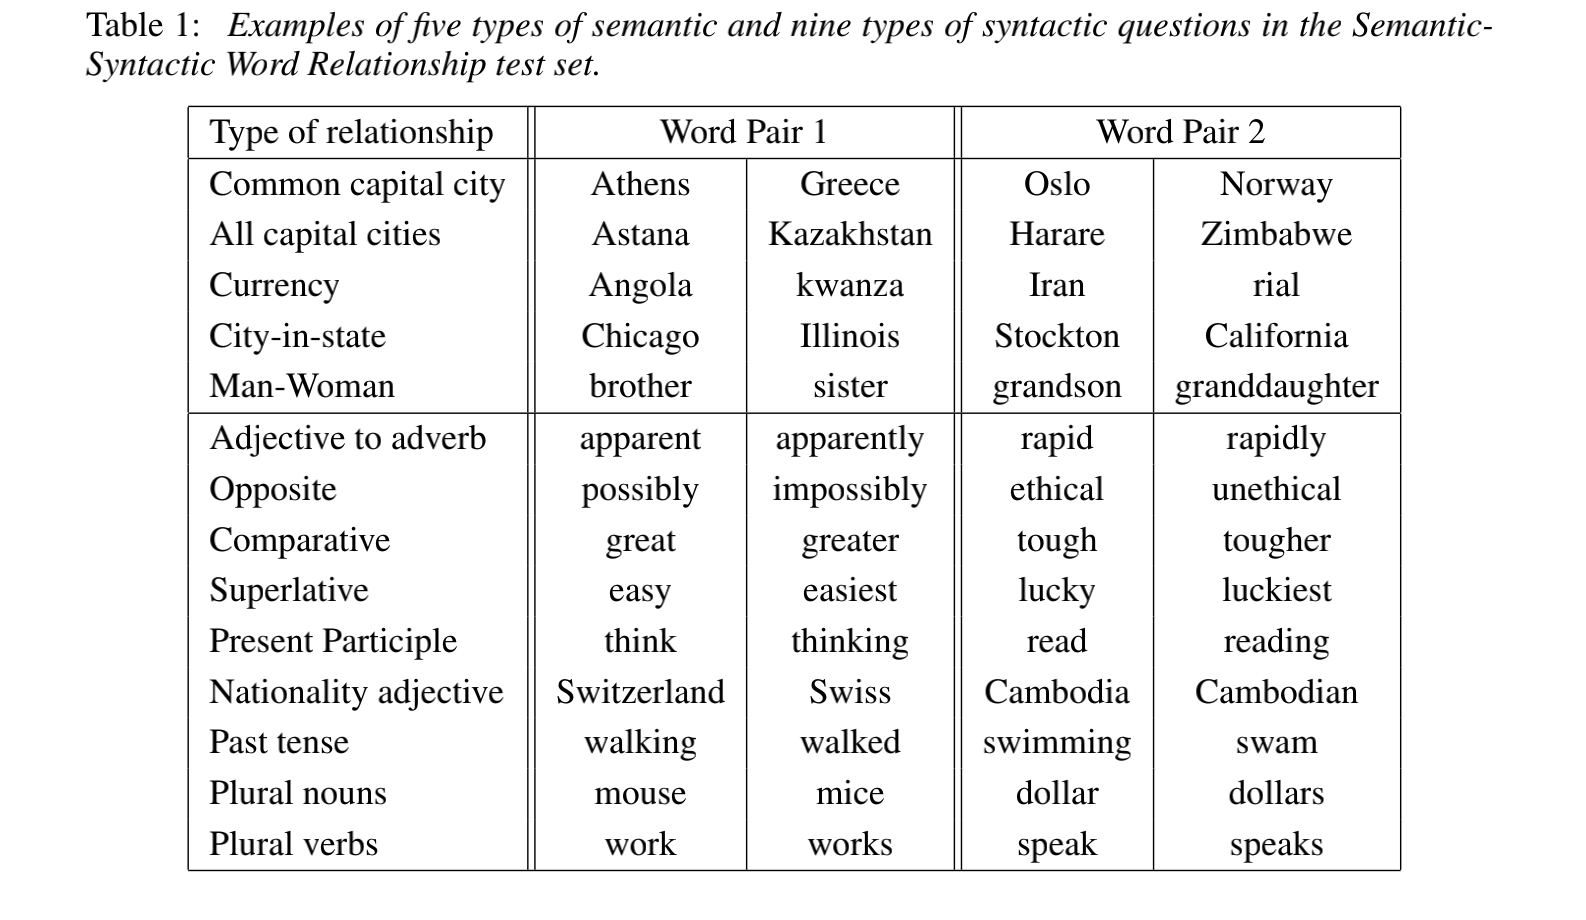 Table 1: Examples of five types of semantic and nine types of syntactic questions in the Semantic-
Syntactic Word Relationship test set.
Type of relationship Word Pair 1 Word Pair 2
Common capital city Athens Greece Oslo Norway
All capital cities Astana Kazakhstan Harare Zimbabwe
Currency Angola kwanza Iran rial
City-in-state Chicago Illinois Stockton California
Man-Woman brother sister grandson granddaughter
Adjective to adverb apparent apparently rapid rapidly
Opposite possibly impossibly ethical unethical
Comparative great greater tough tougher
Superlative easy easiest lucky luckiest
Present Participle think thinking read reading
Nationality adjective Switzerland Swiss Cambodia Cambodian
Past tense walking walked swimming swam
Plural nouns mouse mice dollar dollars
Plural verbs work works speak speaks